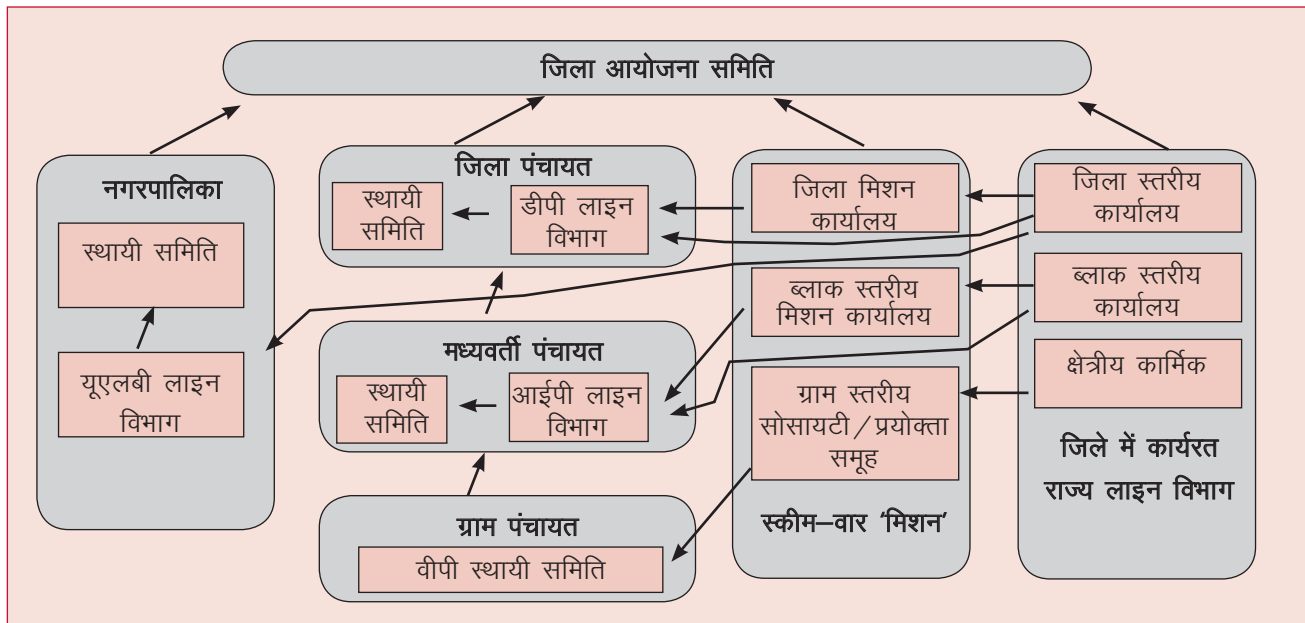 जिला आयोजना समिति
नगरपालिका
स्थायी समिति
यूएलबी लाइन
विभाग
जिला पंचायत
स्थायी
समिति
डीपी लाइन
विभाग
मध्यवर्ती पंचायत
स्थायी
समिति
आईपी लाइन
विभाग
ग्राम पंचायत
वीपी स्थायी समिति
जिला मिशन
कार्यालय
ब्लाक स्तरीय
मिशन कार्यालय
ग्राम स्तरीय
सोसायटी / प्रयोक्ता
समूह
स्कीम–वार 'मिशन'
जिला स्तरीय
कार्यालय
ब्लाक स्तरीय
कार्यालय
क्षेत्रीय कार्मिक
जिले में कार्यरत
राज्य लाइन विभाग